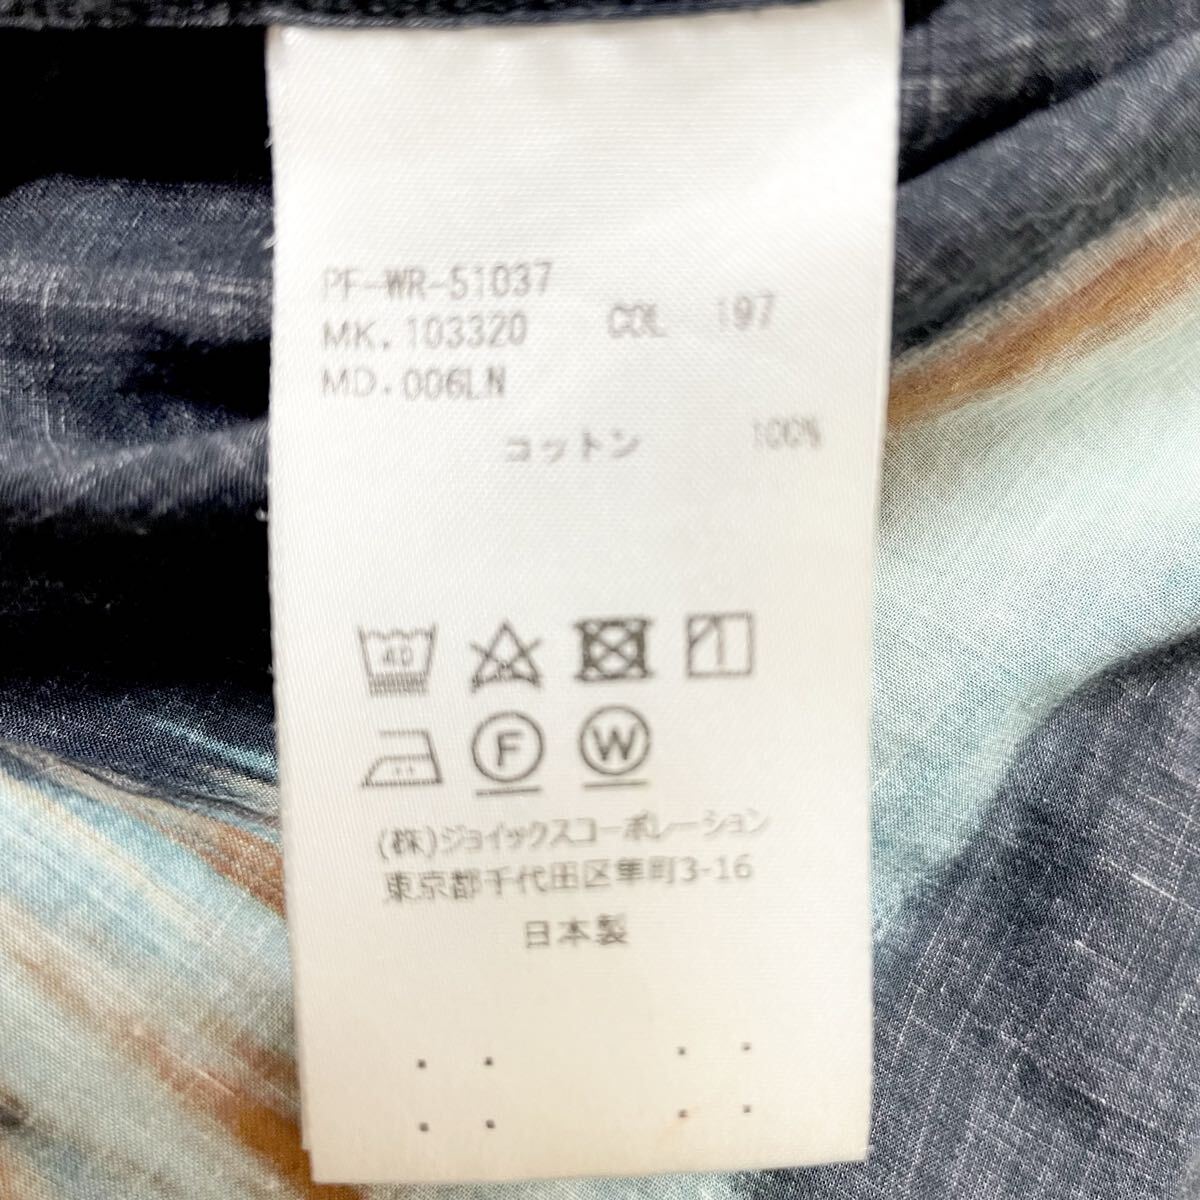 PF-WR-51037
MK.103320 COL 197
MD.006LN
コットン 100%
40
F W
(株)ジョイックスコーポレーション
東京都千代田区隼町3-16
日本製